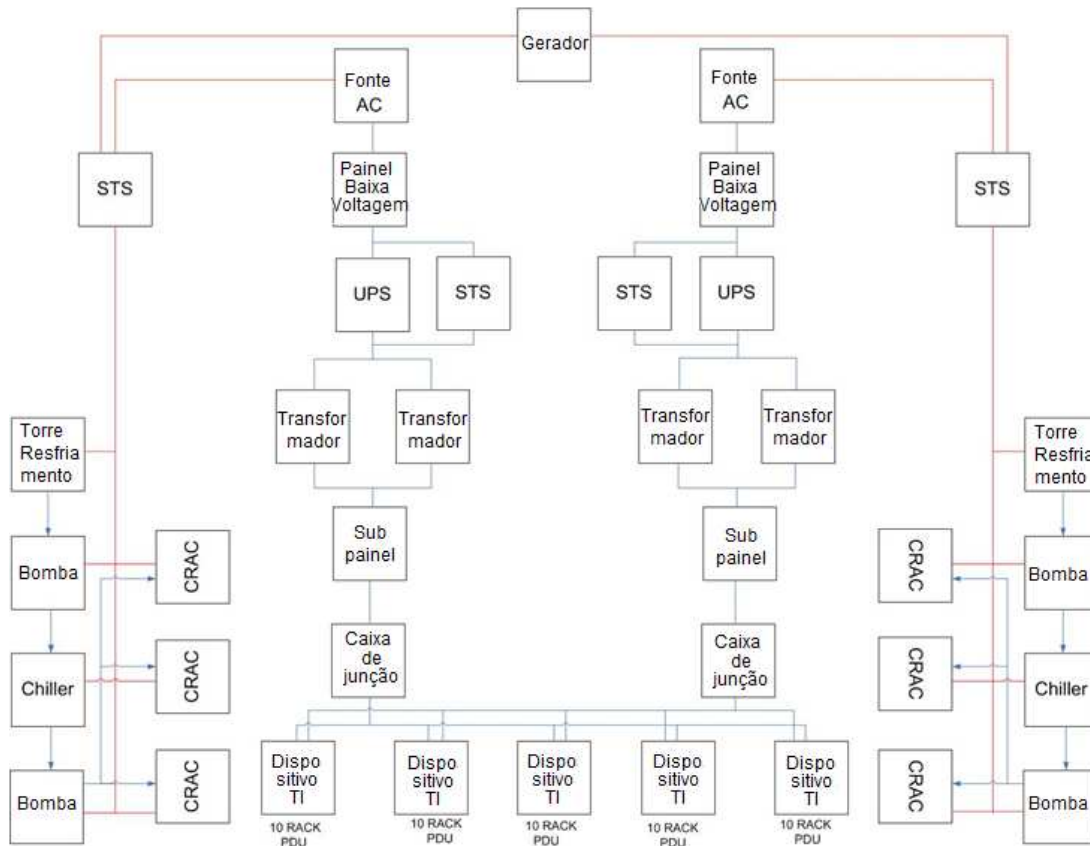 Gerador
Fonte
AC
Fonte
AC
STS
Painel
Baixa
Voltagem
Painel
Baixa
Voltagem
STS
UPS
STS
STS
UPS
Transfor
mador
Transfor
mador
Transfor
mador
Transfor
mador
Torre
Resfria
mento
Torre
Resfria
mento
Sub
painel
Sub
painel
Bomba
CRAC
CRAC
Bomba
Caixa
de
junção
Caixa
de
junção
Chiller
CRAC
CRAC
Chiller
Bomba
CRAC
Dispo
sitivo
TI
Dispo
sitivo
TI
Dispo
sitivo
TI
Dispo
sitivo
TI
Dispo
sitivo
TI
CRAC
Bomba
10 RACK
PDU
10 RACK
PDU
10 RACK
PDU
10 RACK
PDU
10 RACK
PDU